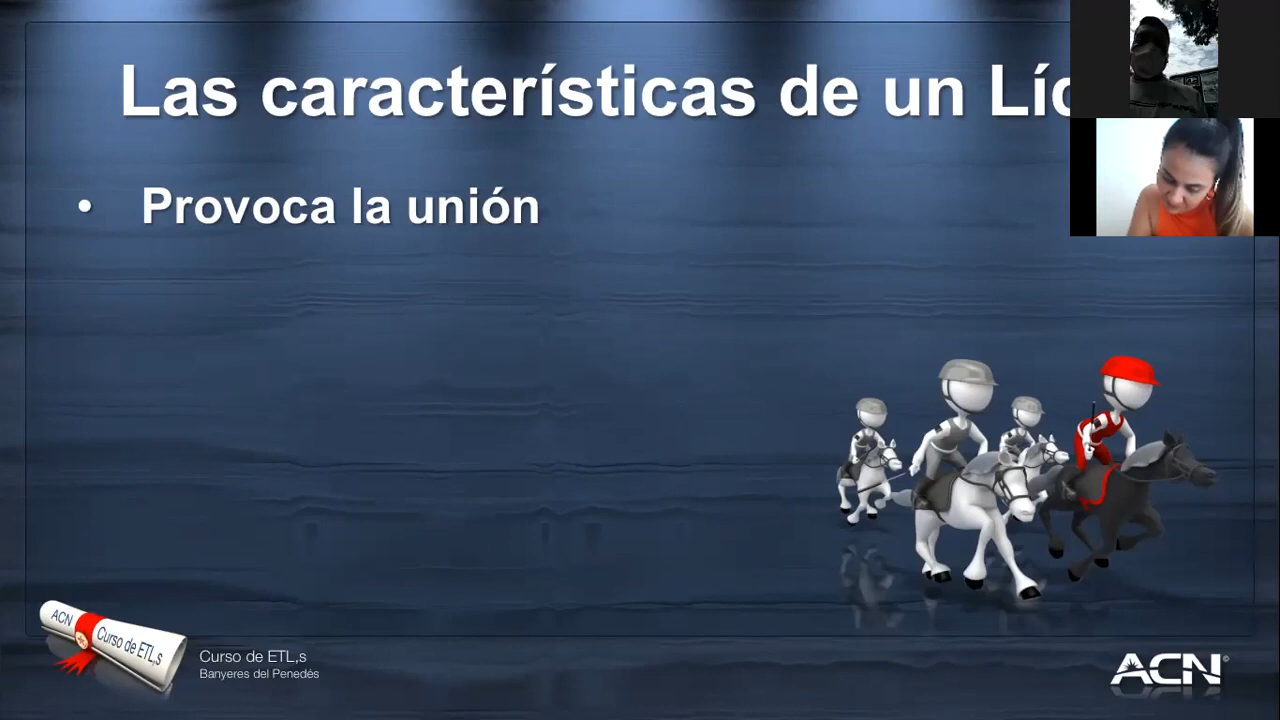 Las características de un Líd
• Provoca la unión
ACN
Curso de ETL,s
Curso de ETL,s
Banyeres del Penedés
ACN©